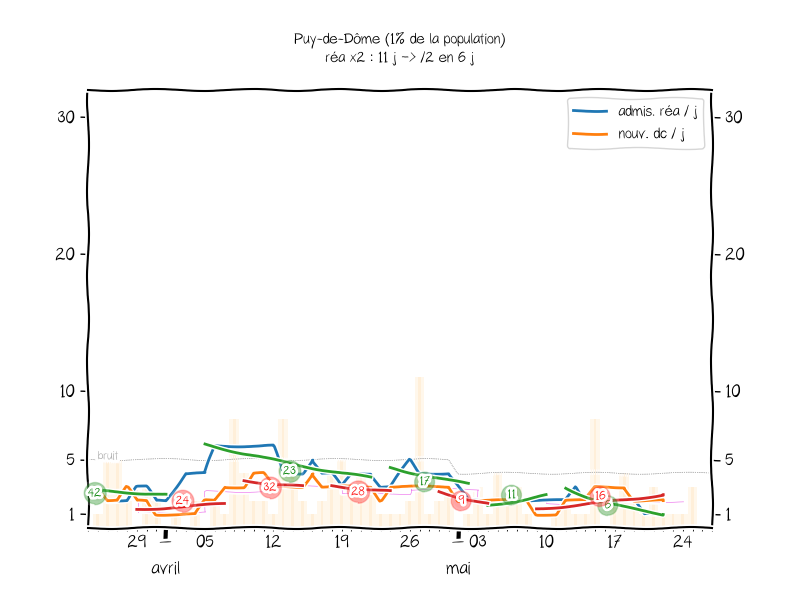 Puy-de-Dôme (1% de la population)
réa x2 : 11 j -> /2 en 6 j
admis. réa / j
nouv. dc / j
30 30
20 20
10 10
5 5
1 1
bruit
42 24 23 32 28 17 9 11 16 6
29 05 12 19 26 03 10 17 24
avril mai